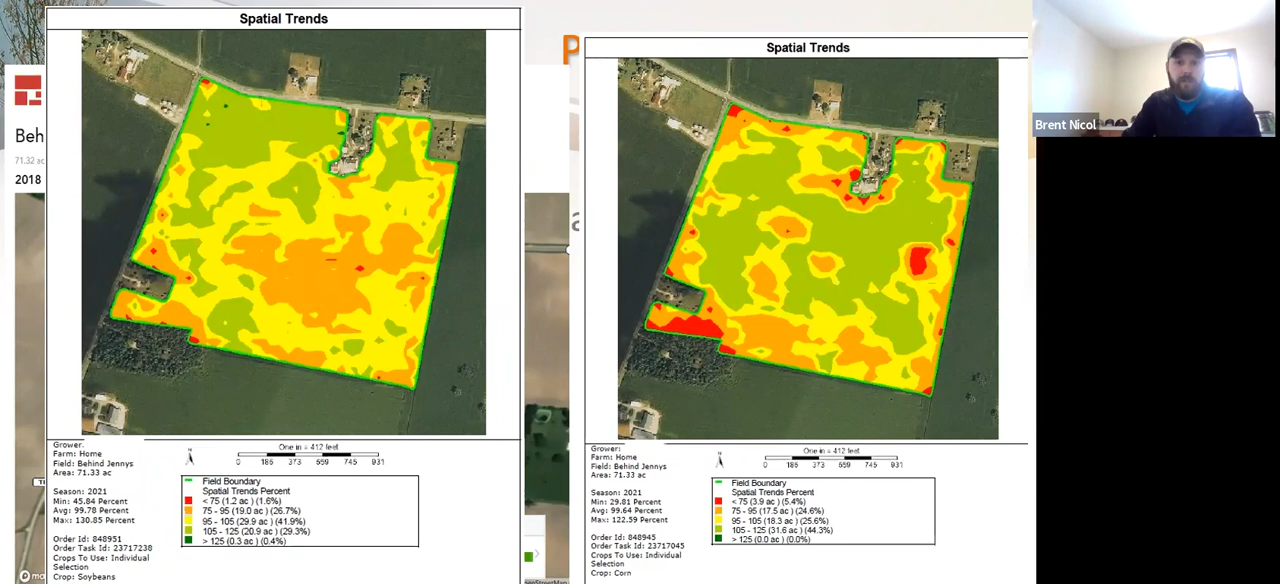 Spatial Trends
Grower:
Farm: Home
Field: Behind Jennys
Area: 71.33 ac
Season: 2021
Min: 45.84 Percent
Avg: 99.78 Percent
Max: 130.85 Percent
Order Id: 848951
Order Task Id: 23717238
Crops To Use: Individual
Selection
Crop: Soybeans
N
One in = 412 feet
0 186 373 559 745 931
Field Boundary
Spatial Trends Percent
< 75 (1.2 ac ) (1.6%)
75 - 95 (19.0 ac ) (26.7%)
95 - 105 (29.9 ac ) (41.9%)
105 - 125 (20.9 ac ) (29.3%)
> 125 (0.3 ac ) (0.4%)
Spatial Trends
Grower:
Farm: Home
Field: Behind Jennys
Area: 71.33 ac
Season: 2021
Min: 29.81 Percent
Avg: 99.64 Percent
Max: 122.59 Percent
Order Id: 848945
Order Task Id: 23717045
Crops To Use: Individual
Selection
Crop: Corn
N
One in = 412 feet
0 186 373 559 745 931
Field Boundary
Spatial Trends Percent
< 75 (3.9 ac ) (5.4%)
75 - 95 (17.5 ac ) (24.6%)
95 - 105 (18.3 ac ) (25.6%)
105 - 125 (31.6 ac ) (44.3%)
> 125 (0.0 ac ) (0.0%)
Beh
71.32 ac
2018
P
Brent Nicol